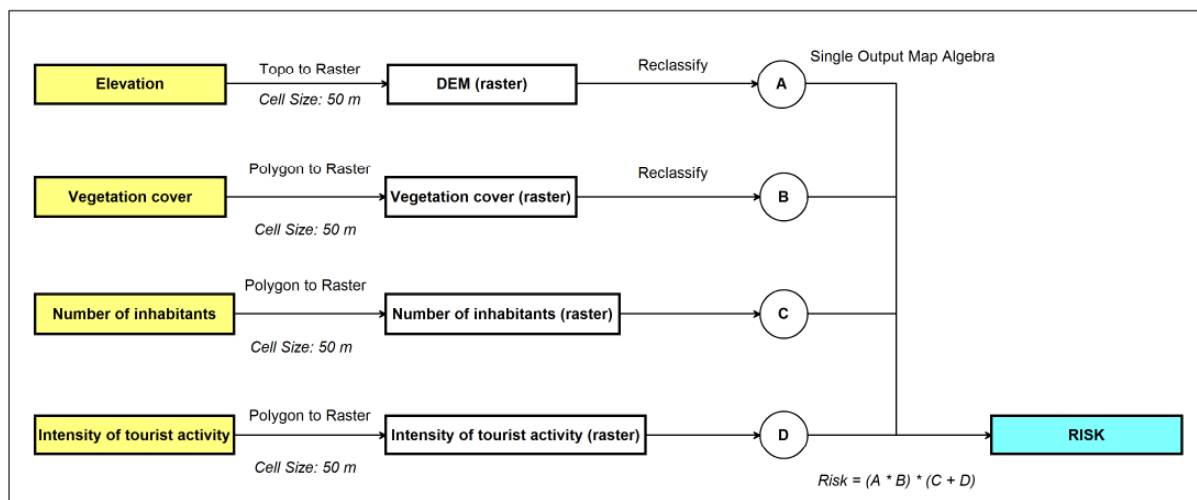 Elevation
Topo to Raster
Cell Size: 50 m
DEM (raster)
Reclassify
A
Single Output Map Algebra
Vegetation cover
Polygon to Raster
Cell Size: 50 m
Vegetation cover (raster)
Reclassify
B
Number of inhabitants
Polygon to Raster
Cell Size: 50 m
Number of inhabitants (raster)
C
Intensity of tourist activity
Polygon to Raster
Cell Size: 50 m
Intensity of tourist activity (raster)
D
RISK
Risk = (A * B) * (C + D)